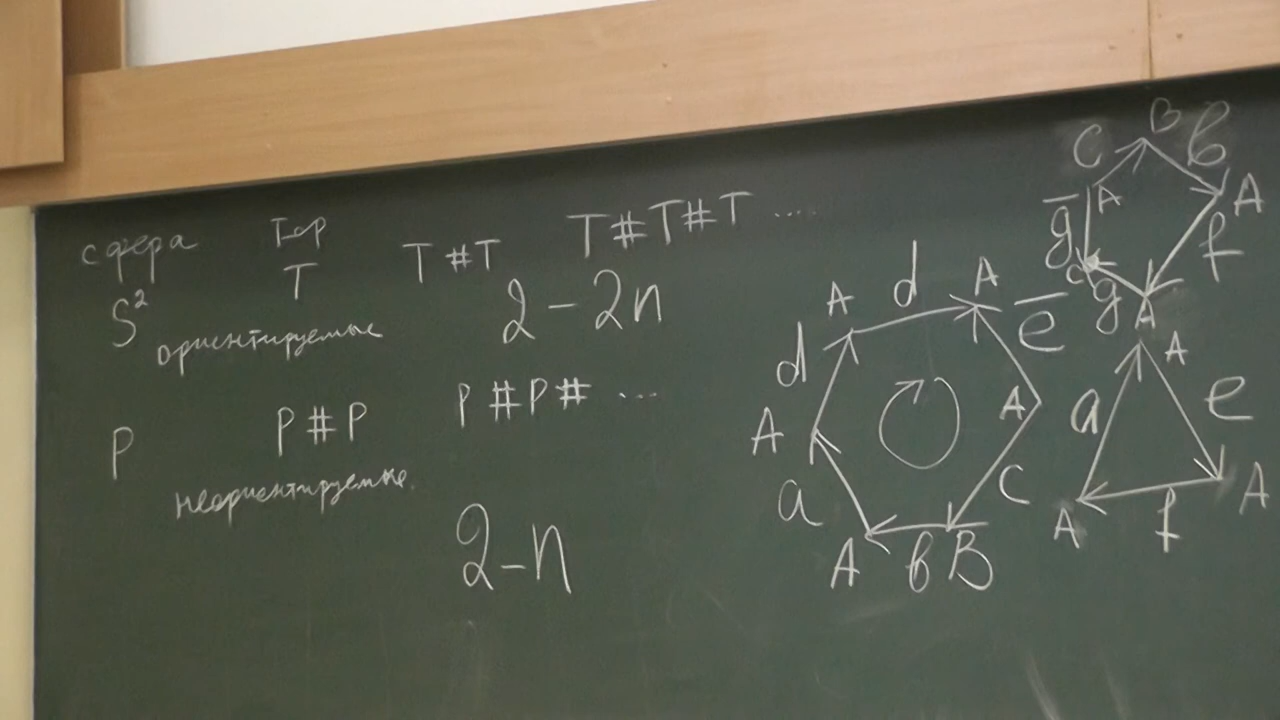 сфера Тор T # T T # T # T ....
S² T 2 - 2n
ориентируемые
P P # P P # P # ...
неориентируемые.
2 - n
c B b
g̅ A A
C g A f
A d A e̅
d A
A
a c
A b B
A
a e
A f A